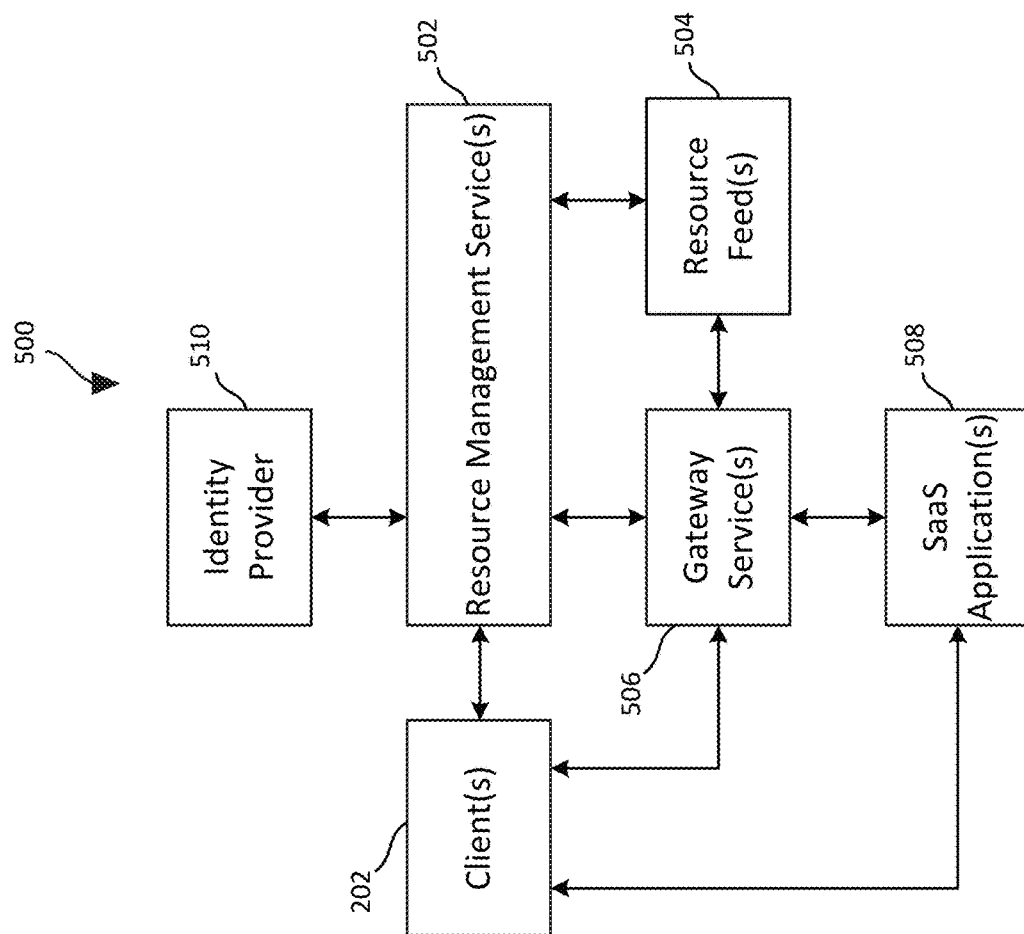 500
510
Identity
Provider
502
Resource Management Service(s)
504
Resource
Feed(s)
202
Client(s)
506
Gateway
Service(s)
508
SaaS
Application(s)